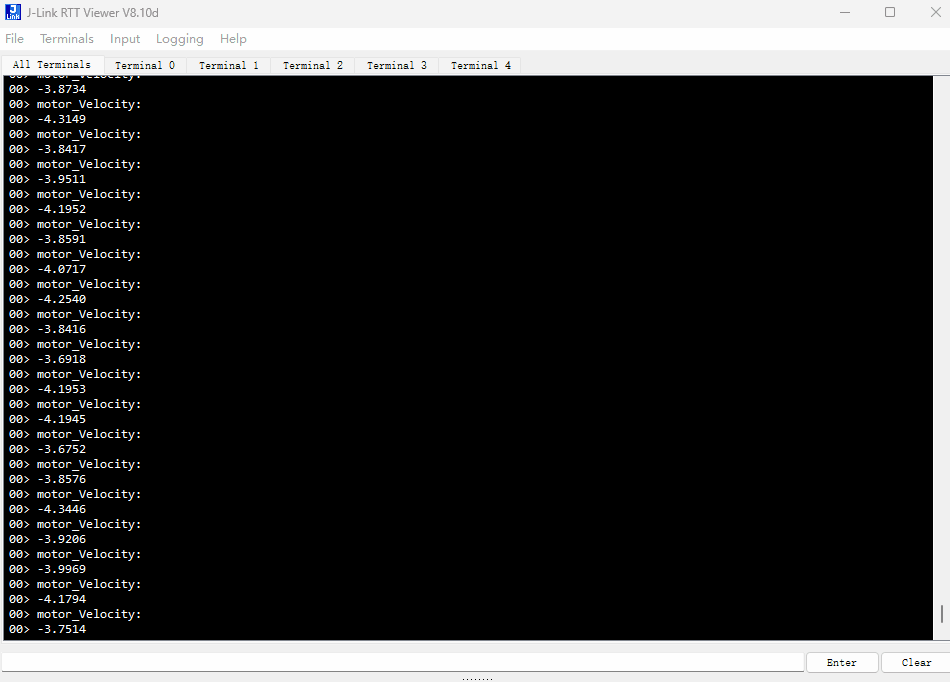 J-Link RTT Viewer V8.10d
File Terminals Input Logging Help
All Terminals Terminal 0 Terminal 1 Terminal 2 Terminal 3 Terminal 4
00> motor_Velocity:
00> -3.8734
00> motor_Velocity:
00> -4.3149
00> motor_Velocity:
00> -3.8417
00> motor_Velocity:
00> -3.9511
00> motor_Velocity:
00> -4.1952
00> motor_Velocity:
00> -3.8591
00> motor_Velocity:
00> -4.0717
00> motor_Velocity:
00> -4.2540
00> motor_Velocity:
00> -3.8416
00> motor_Velocity:
00> -3.6918
00> motor_Velocity:
00> -4.1953
00> motor_Velocity:
00> -4.1945
00> motor_Velocity:
00> -3.6752
00> motor_Velocity:
00> -3.8576
00> motor_Velocity:
00> -4.3446
00> motor_Velocity:
00> -3.9206
00> motor_Velocity:
00> -3.9969
00> motor_Velocity:
00> -4.1794
00> motor_Velocity:
00> -3.7514
Enter Clear